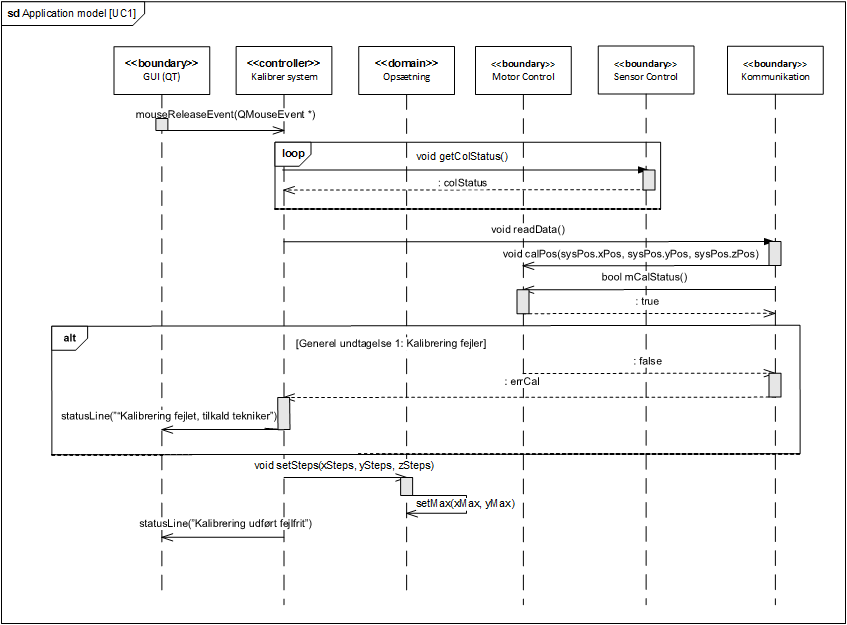 sd Application model [UC1]
<<boundary>>
GUI (QT)
<<controller>>
Kalibrer system
<<domain>>
Opsætning
<<boundary>>
Motor Control
<<boundary>>
Sensor Control
<<boundary>>
Kommunikation
mouseReleaseEvent(QMouseEvent *)
loop
void getColStatus()
: colStatus
void readData()
void calPos(sysPos.xPos, sysPos.yPos, sysPos.zPos)
bool mCalStatus()
: true
alt
[Generel undtagelse 1: Kalibrering fejler]
: false
: errCal
statusLine("“Kalibrering fejlet, tilkald tekniker”)
void setSteps(xSteps, ySteps, zSteps)
setMax(xMax, yMax)
statusLine(“Kalibrering udført fejlfrit”)